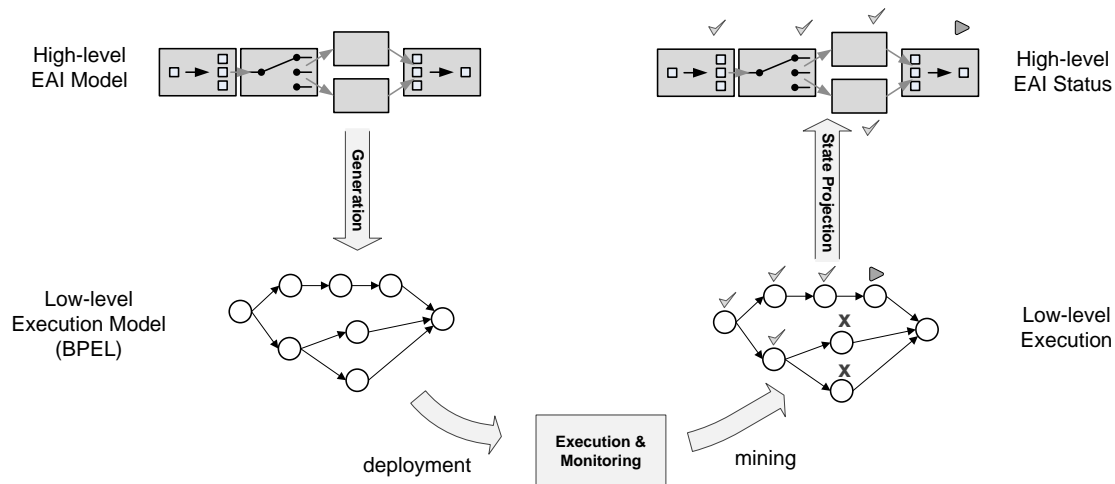 High-level
EAI Model
High-level
EAI Status
Generation
State Projection
Low-level
Execution Model
(BPEL)
Low-level
Execution
X
X
Execution &
Monitoring
deployment
mining